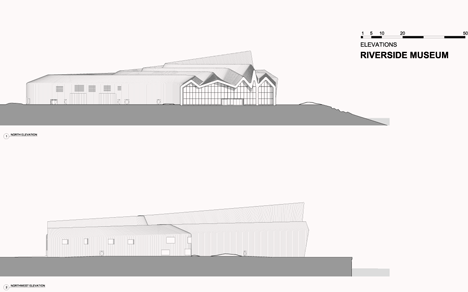 1 5 10 20 50
ELEVATIONS
RIVERSIDE MUSEUM
NORTH ELEVATION
NORTHWEST ELEVATION